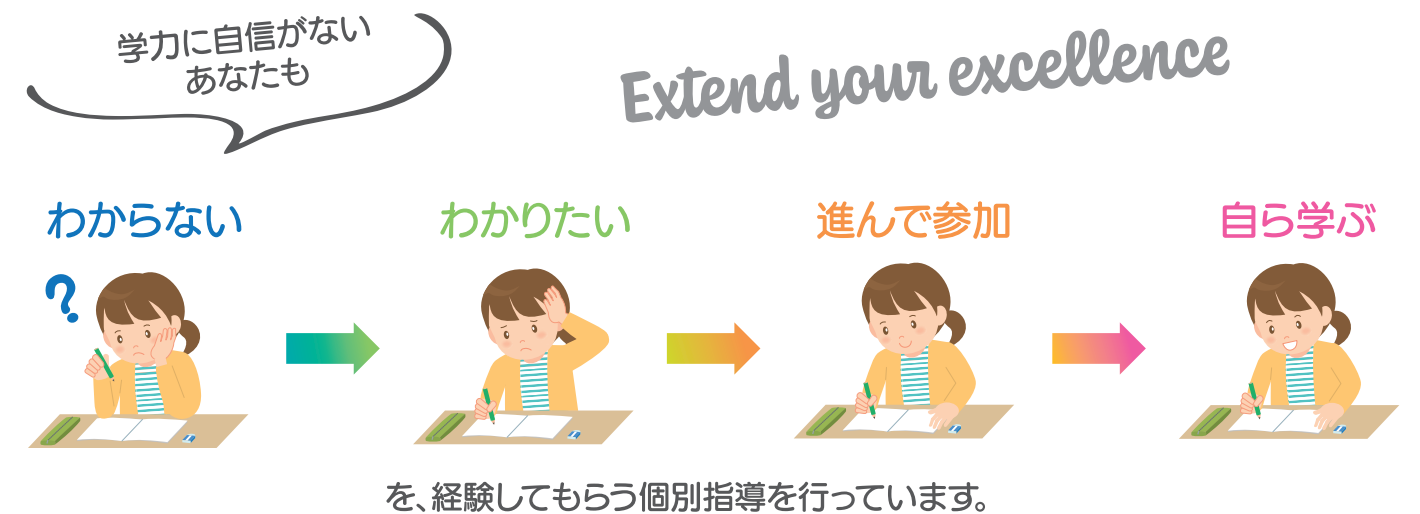 学力に自信がない
あなたも
Extend your excellence
わからない
わかりたい
進んで参加
自ら学ぶ
?
を、経験してもらう個別指導を行っています。